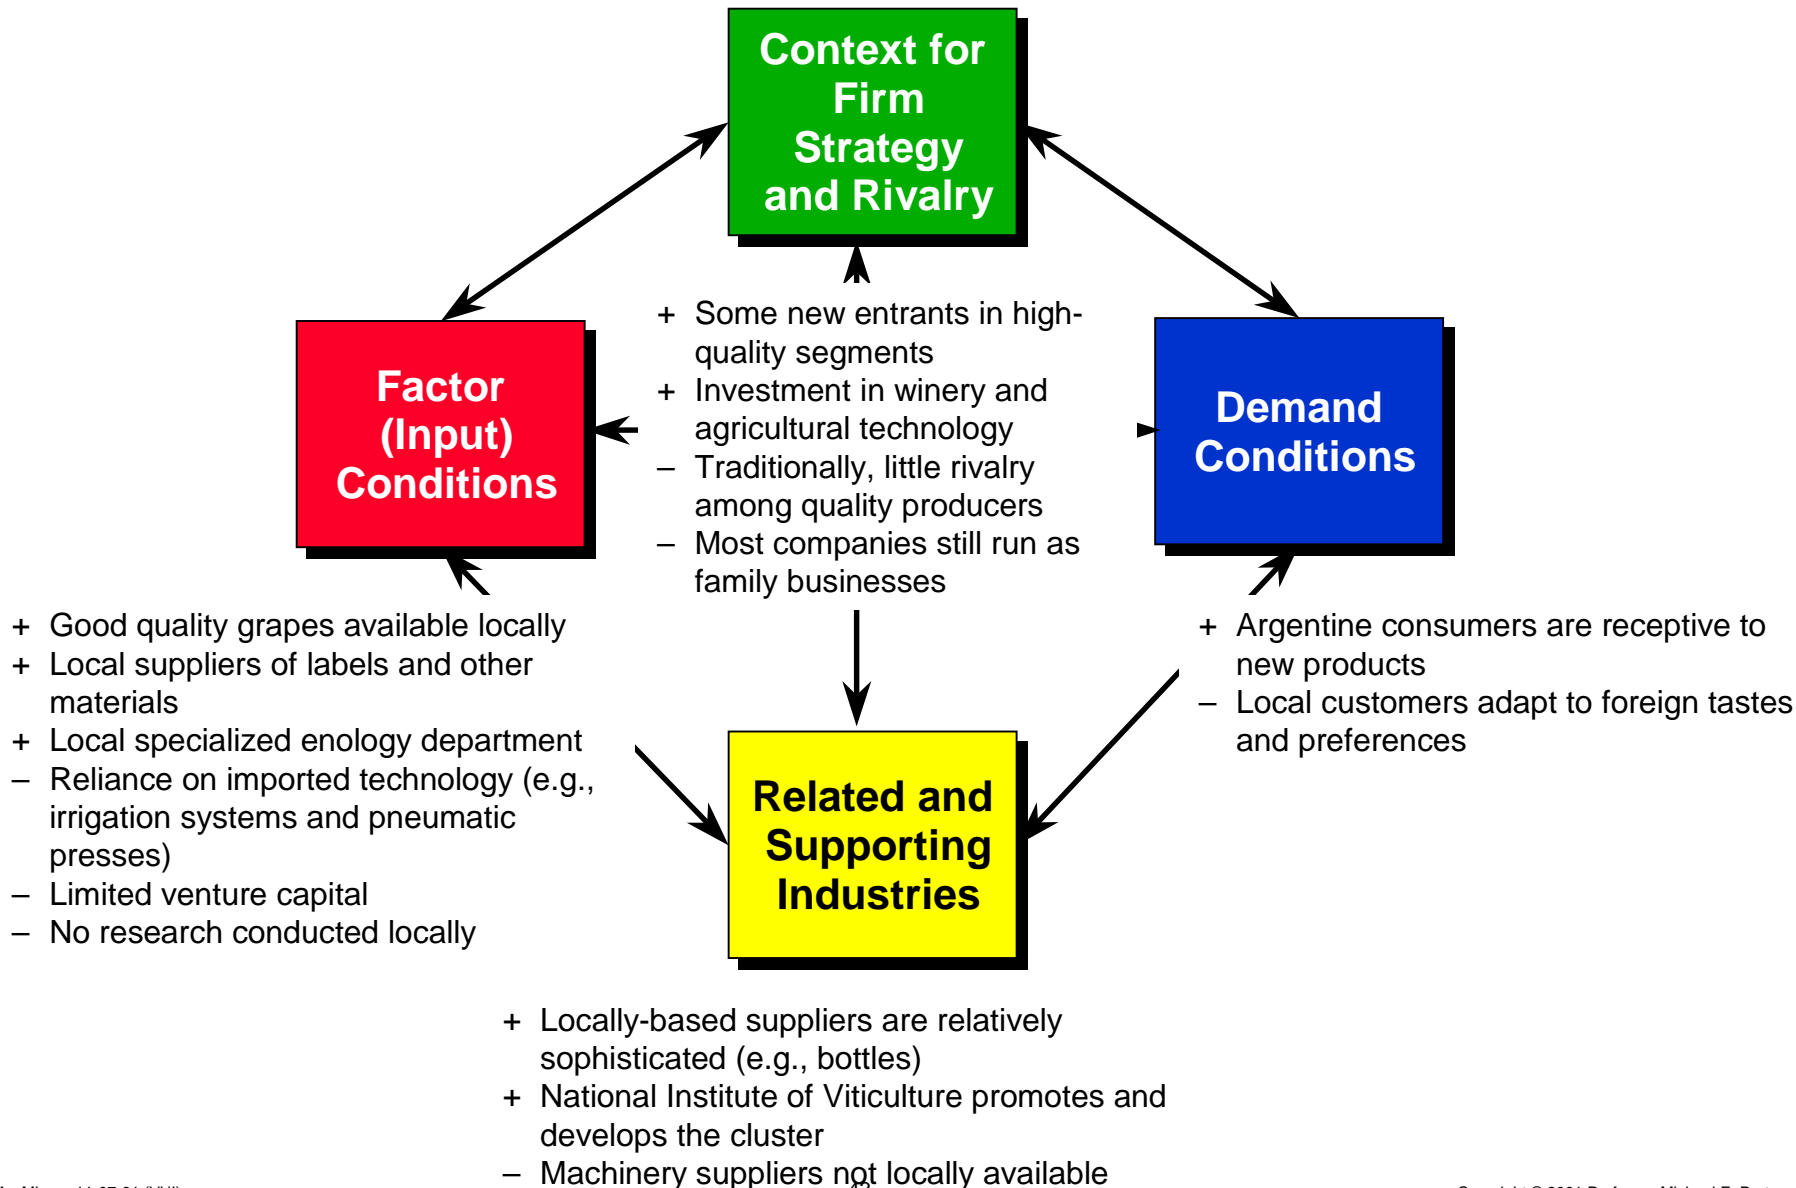 Context for
Firm
Strategy
and Rivalry
+ Some new entrants in high-
quality segments
+ Investment in winery and
agricultural technology
– Traditionally, little rivalry
among quality producers
– Most companies still run as
family businesses
Factor
(Input)
Conditions
Demand
Conditions
+ Good quality grapes available locally
+ Local suppliers of labels and other
materials
+ Local specialized enology department
– Reliance on imported technology (e.g.,
irrigation systems and pneumatic
presses)
– Limited venture capital
– No research conducted locally
+ Argentine consumers are receptive to
new products
– Local customers adapt to foreign tastes
and preferences
Related and
Supporting
Industries
+ Locally-based suppliers are relatively
sophisticated (e.g., bottles)
+ National Institute of Viticulture promotes and
develops the cluster
– Machinery suppliers not locally available